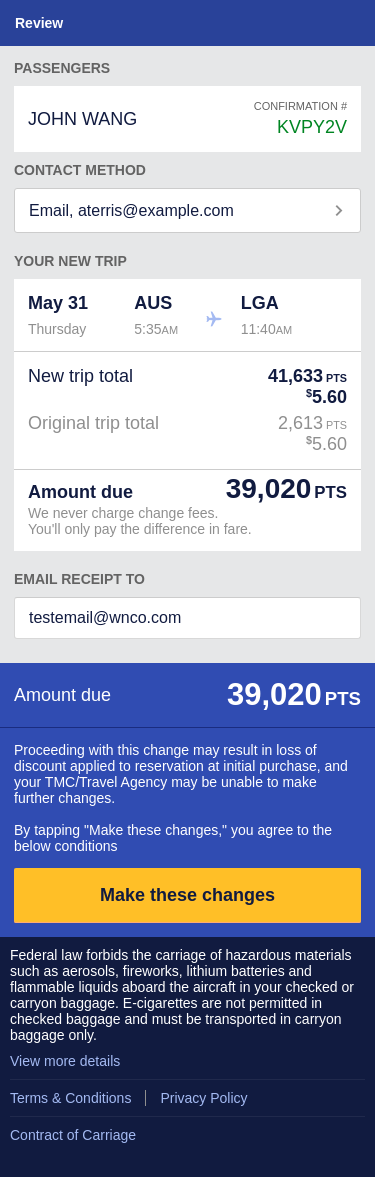 Review
PASSENGERS
JOHN WANG
CONFIRMATION #
KVPY2V
CONTACT METHOD
Email, aterris@example.com
YOUR NEW TRIP
May 31 AUS LGA
Thursday 5:35AM 11:40AM
New trip total 41,633 PTS
$5.60
Original trip total 2,613 PTS
$5.60
Amount due 39,020 PTS
We never charge change fees.
You'll only pay the difference in fare.
EMAIL RECEIPT TO
testemail@wnco.com
Amount due 39,020 PTS
Proceeding with this change may result in loss of
discount applied to reservation at initial purchase, and
your TMC/Travel Agency may be unable to make
further changes.
By tapping "Make these changes," you agree to the
below conditions
Make these changes
Federal law forbids the carriage of hazardous materials
such as aerosols, fireworks, lithium batteries and
flammable liquids aboard the aircraft in your checked or
carryon baggage. E-cigarettes are not permitted in
checked baggage and must be transported in carryon
baggage only.
View more details
Terms & Conditions Privacy Policy
Contract of Carriage